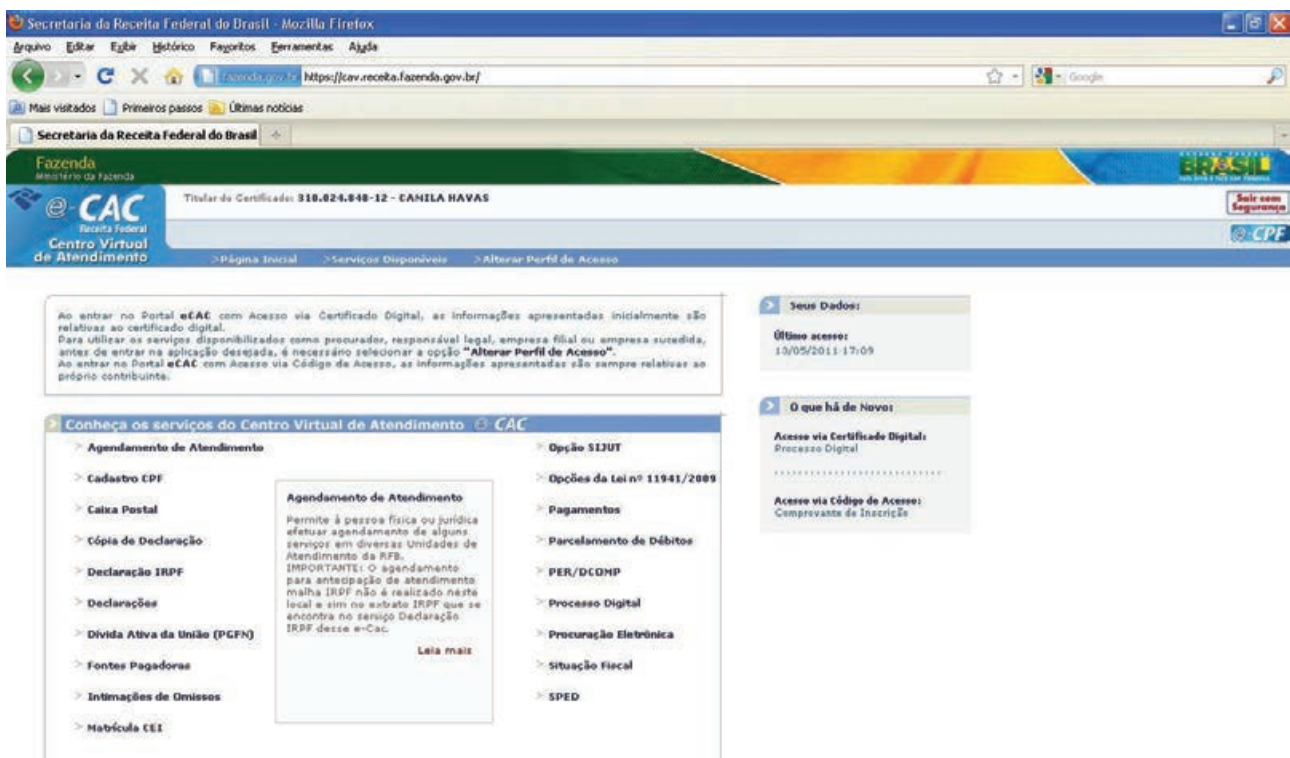 Secretaria da Receita Federal do Brasil - Mozilla Firefox
Arquivo Editar Exibir Histórico Favoritos Ferramentas Ajuda
fazenda.gov.br https://cav.receita.fazenda.gov.br/
Google
Mais visitados Primeiros passos Últimas notícias
Secretaria da Receita Federal do Brasil
Fazenda
Ministério da Fazenda
BRASIL
Titular do Certificado: 310.024.848-12 - CAMILA HAVAS
Sair com
Segurança
e-CAC
Receita Federal
Centro Virtual
de Atendimento
e-CPF
>Página Inicial >Serviços Disponíveis >Alterar Perfil de Acesso
Ao entrar no Portal eCAC com Acesso via Certificado Digital, as informações apresentadas inicialmente são
relativas ao certificado digital.
Para utilizar os serviços disponibilizados como procurador, responsável legal, empresa filial ou empresa sucedida,
antes de entrar na aplicação desejada, é necessário selecionar a opção "Alterar Perfil de Acesso".
Ao entrar no Portal eCAC com Acesso via Código de Acesso, as informações apresentadas são sempre relativas ao
próprio contribuinte.
Seus Dados:
Último acesso:
13/05/2011 17:09
O que há de Novo:
Acesso via Certificado Digital:
Processo Digital
Acesso via Código de Acesso:
Comprovante de Inscrição
Conheça os serviços do Centro Virtual de Atendimento e-CAC
> Agendamento de Atendimento
> Cadastro CPF
> Caixa Postal
> Cópia de Declaração
> Declaração IRPF
> Declarações
> Dívida Ativa da União (PGFN)
> Fontes Pagadoras
> Intimações de Omissos
> Matrícula CEI
Agendamento de Atendimento
Permite à pessoa física ou jurídica
efetuar agendamento de alguns
serviços em diversas Unidades de
Atendimento da RFB.
IMPORTANTE: O agendamento
para antecipação de atendimento
malha IRPF não é realizado neste
local e sim no extrato IRPF que se
encontra no serviço Declaração
IRPF desse e-Cac.
Leia mais
> Opção SIJUT
> Opções da Lei nº 11941/2009
> Pagamentos
> Parcelamento de Débitos
> PER/DCOMP
> Processo Digital
> Procuração Eletrônica
> Situação Fiscal
> SPED